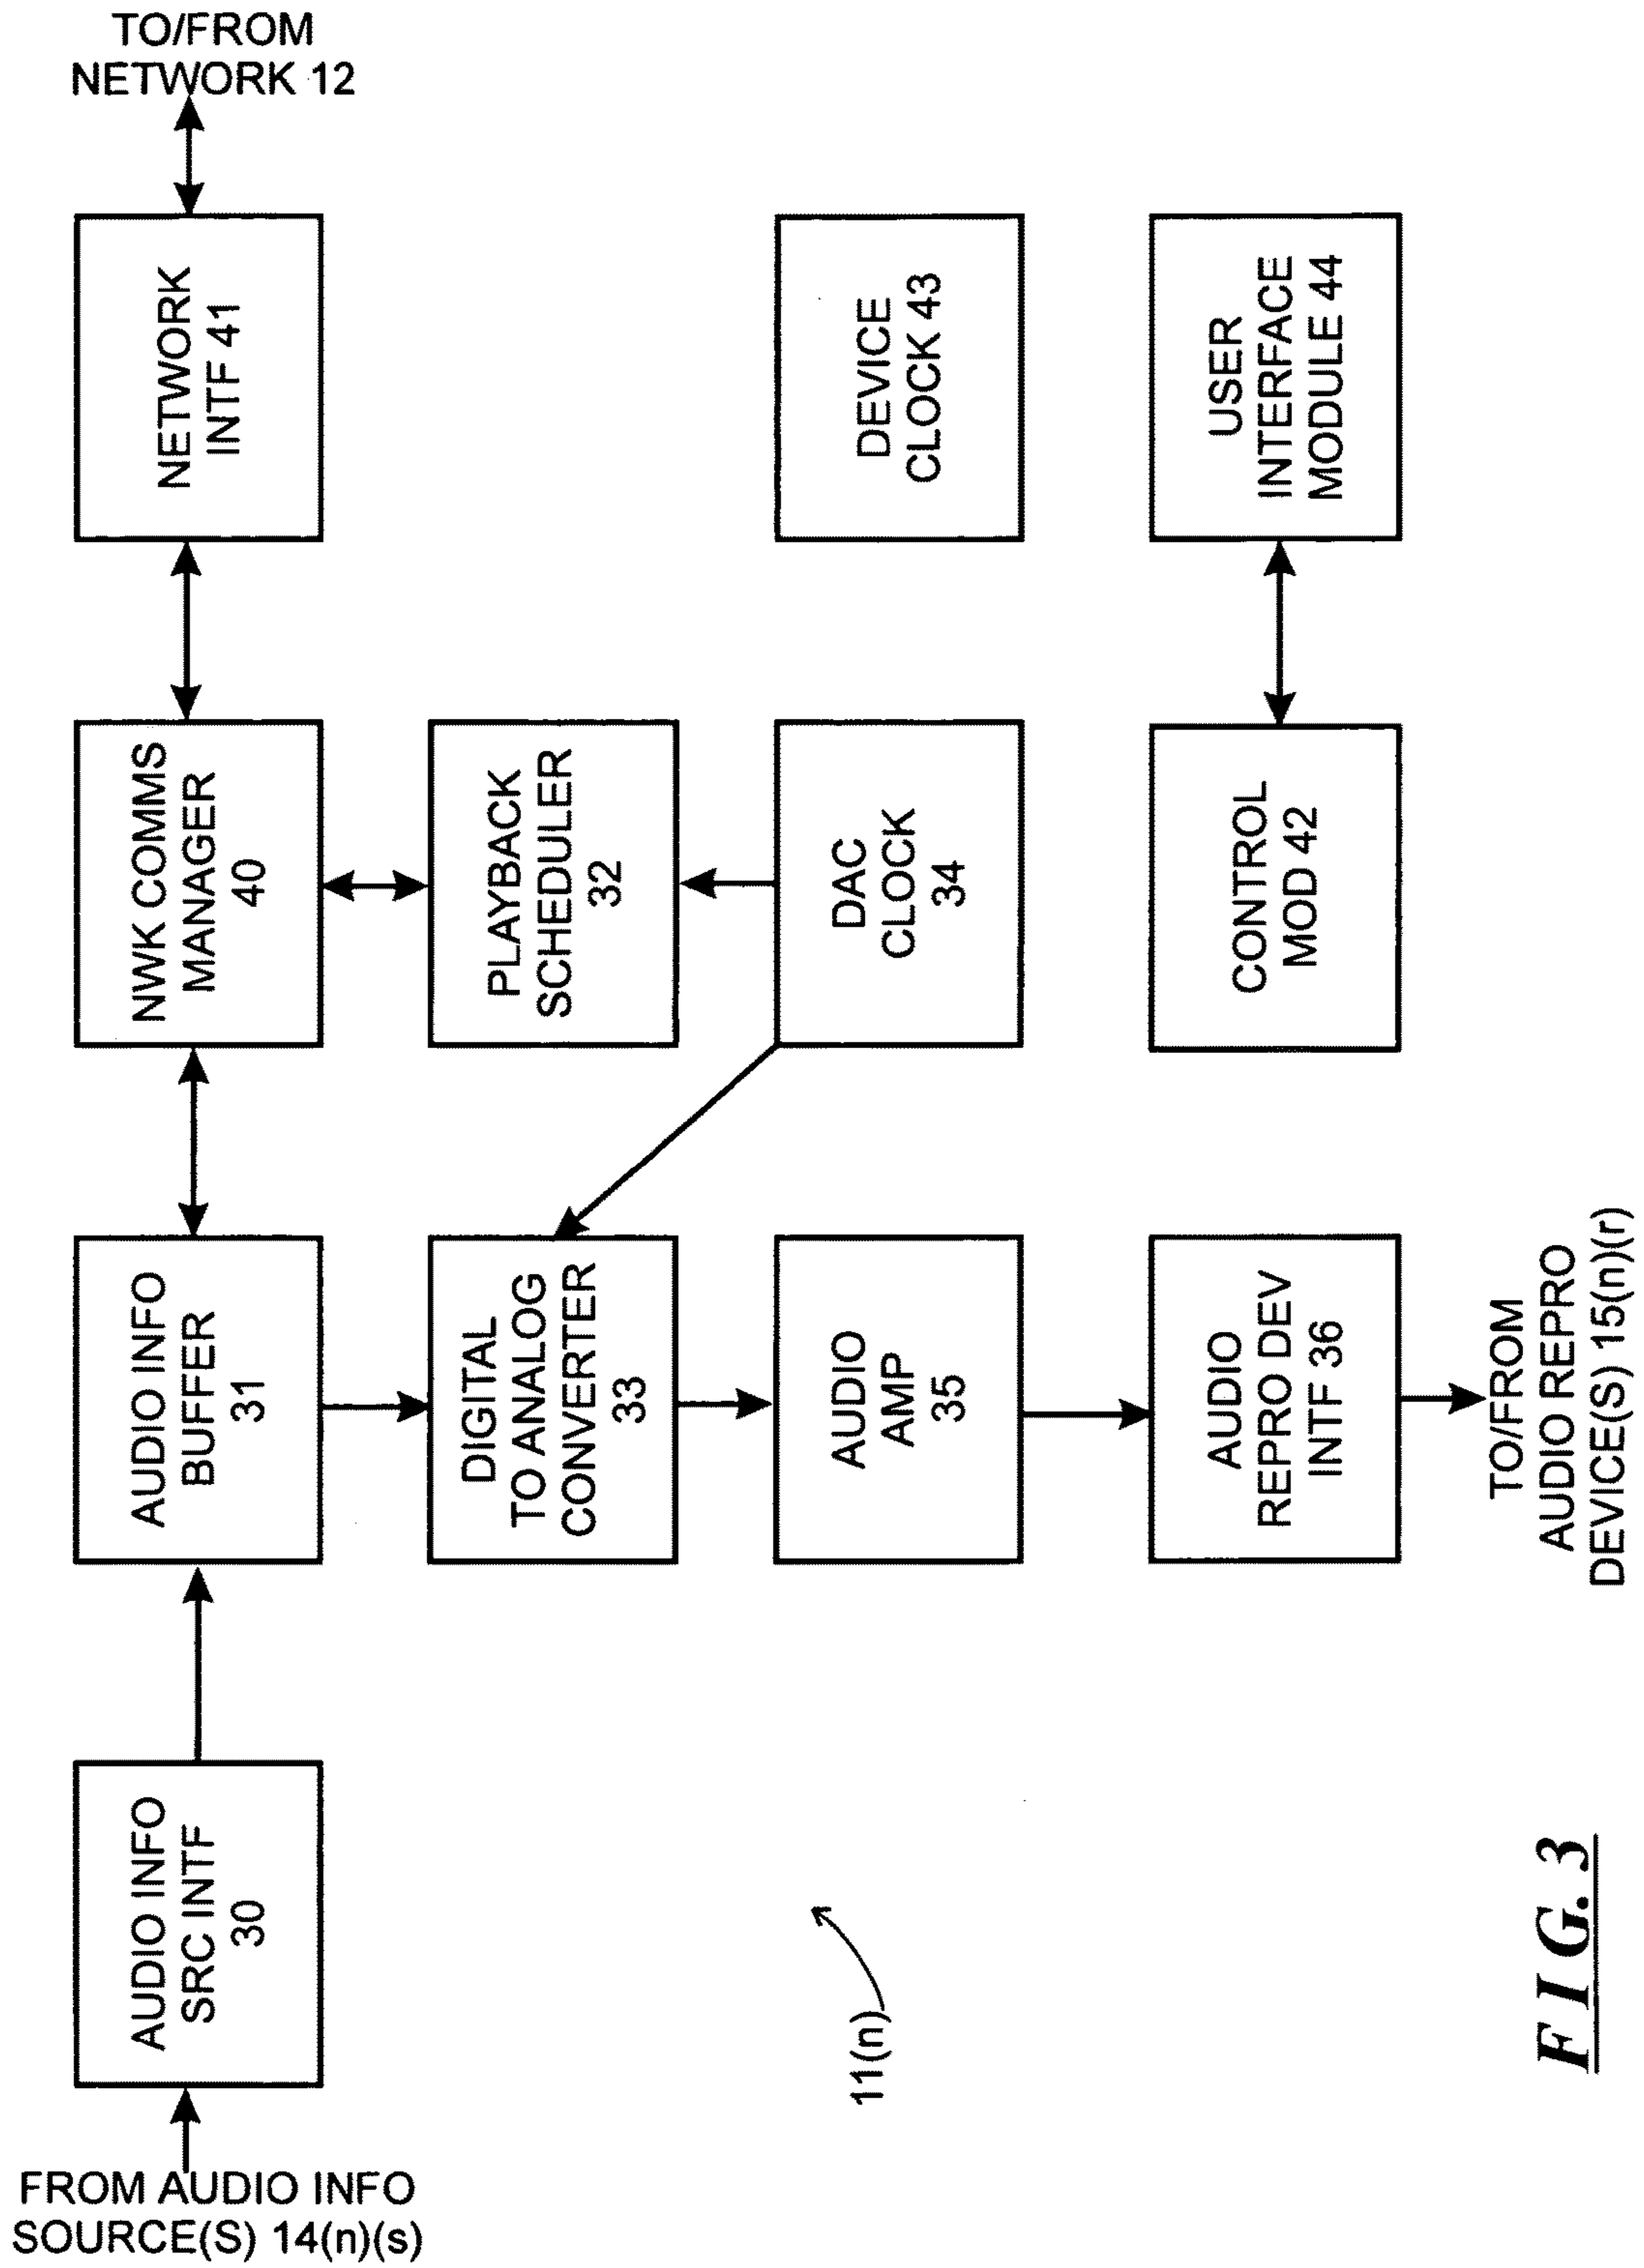 TO/FROM
NETWORK 12
NETWORK
INTF 41
DEVICE
CLOCK 43
USER
INTERFACE
MODULE 44
NWK COMMS
MANAGER
40
PLAYBACK
SCHEDULER
32
DAC
CLOCK
34
CONTROL
MOD 42
AUDIO INFO
BUFFER
31
DIGITAL
TO ANALOG
CONVERTER
33
AUDIO
AMP
35
AUDIO
REPRO DEV
INTF 36
TO/FROM
AUDIO REPRO
DEVICE(S) 15(n)(r)
AUDIO INFO
SRC INTF
30
11(n)
FIG. 3
FROM AUDIO INFO
SOURCE(S) 14(n)(s)